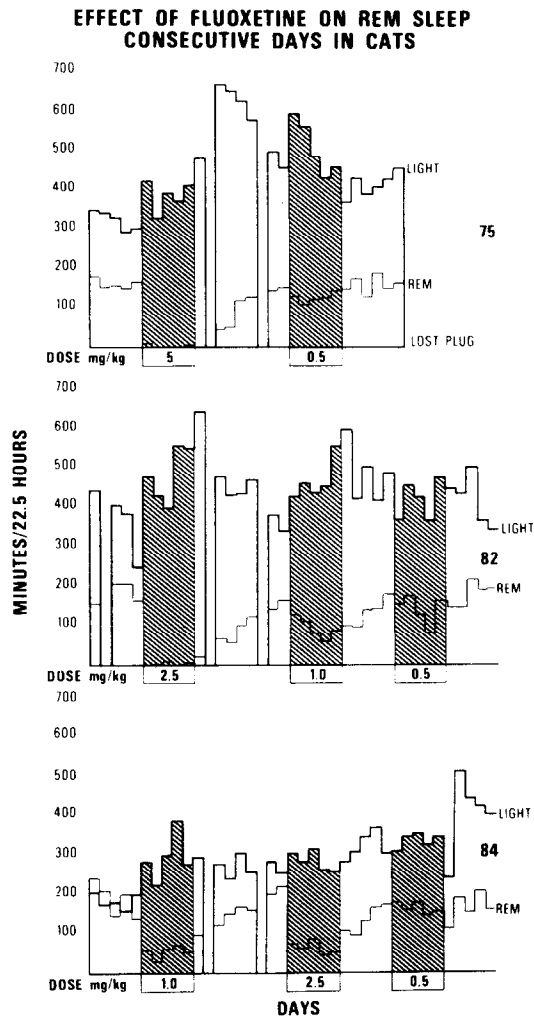 EFFECT OF FLUOXETINE ON REM SLEEP
CONSECUTIVE DAYS IN CATS
700
600
500
400
300
200
100
LIGHT
75
REM
LOST PLUG
DOSE mg/kg 5 0.5
700
600
500
400
300
200
100
LIGHT
82
REM
DOSE mg/kg 2.5 1.0 0.5
MINUTES/22.5 HOURS
700
600
500
400
300
200
100
LIGHT
84
REM
DOSE mg/kg 1.0 2.5 0.5
DAYS